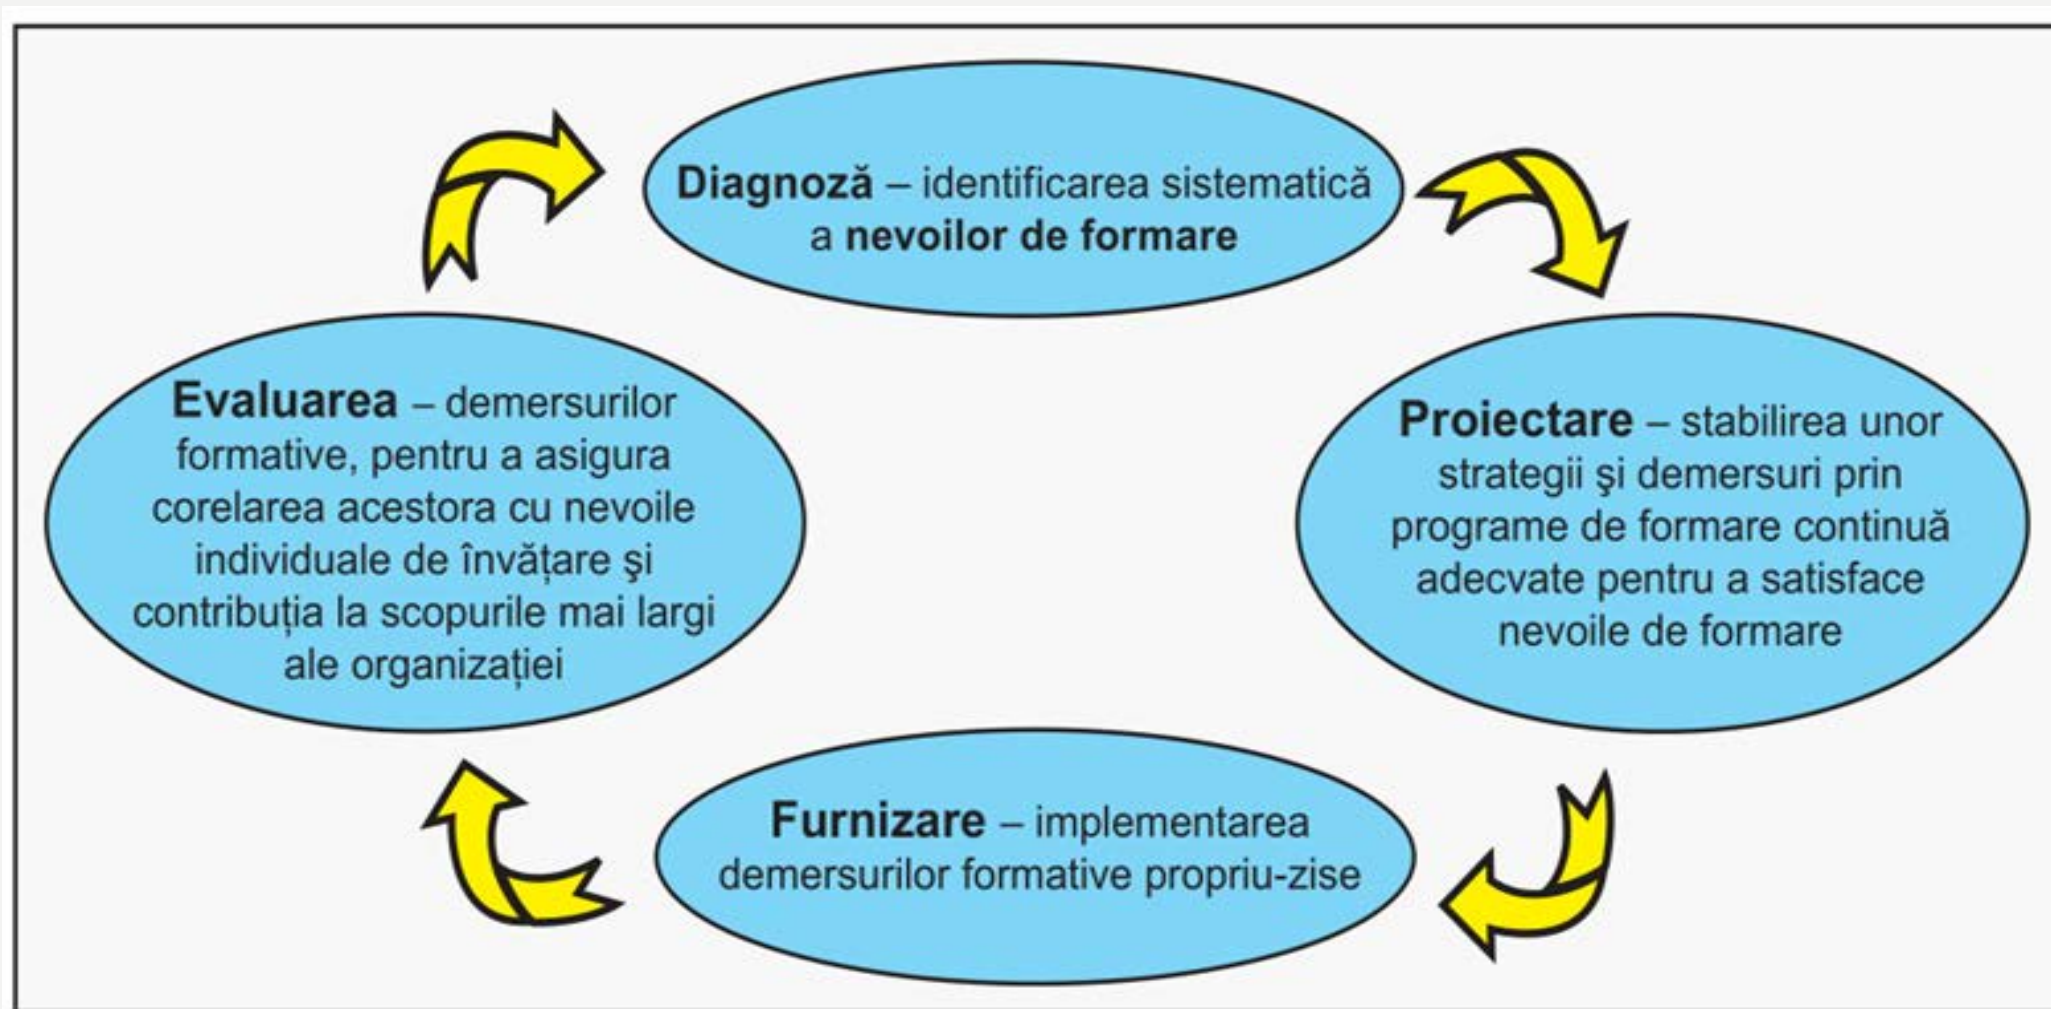 Diagnoză – identificarea sistematică
a nevoilor de formare
Proiectare – stabilirea unor
strategii şi demersuri prin
programe de formare continuă
adecvate pentru a satisface
nevoile de formare
Furnizare – implementarea
demersurilor formative propriu-zise
Evaluarea – demersurilor
formative, pentru a asigura
corelarea acestora cu nevoile
individuale de învățare şi
contribuția la scopurile mai largi
ale organizației